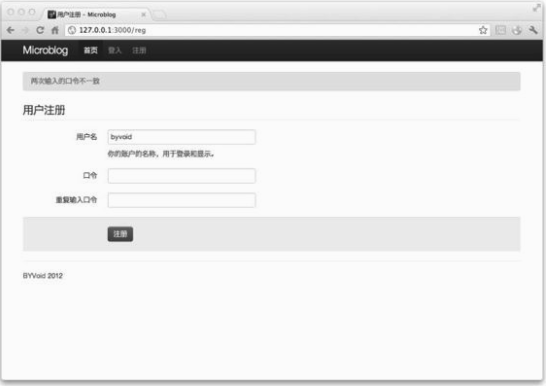 用户注册 - Microblog
127.0.0.1:3000/reg
Microblog 首页 登入 注册
两次输入的口令不一致
用户注册
用户名 byvoid
你的账户的名称，用于登录和显示。
口令
重复输入口令
注册
BYVoid 2012